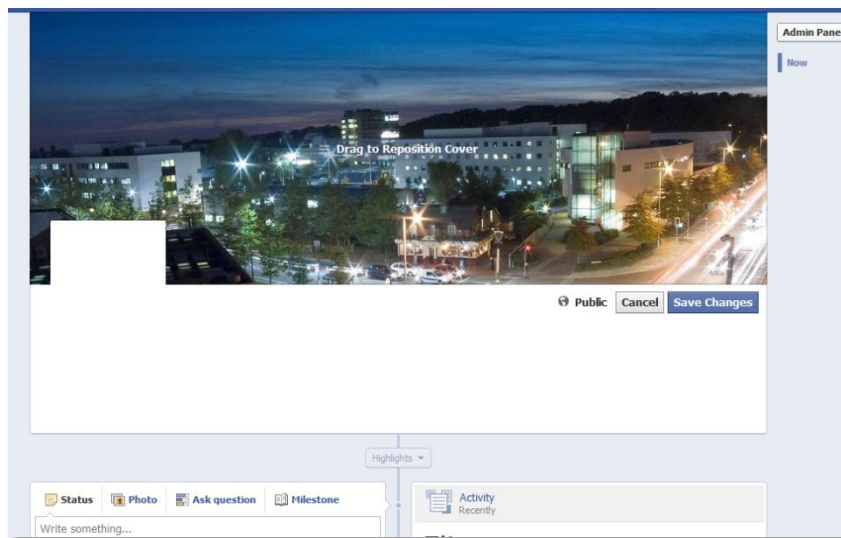 Admin Pane
Now
Drag to Reposition Cover
Public Cancel Save Changes
Highlights
Status Photo Ask question Milestone
Write something...
Activity
Recently